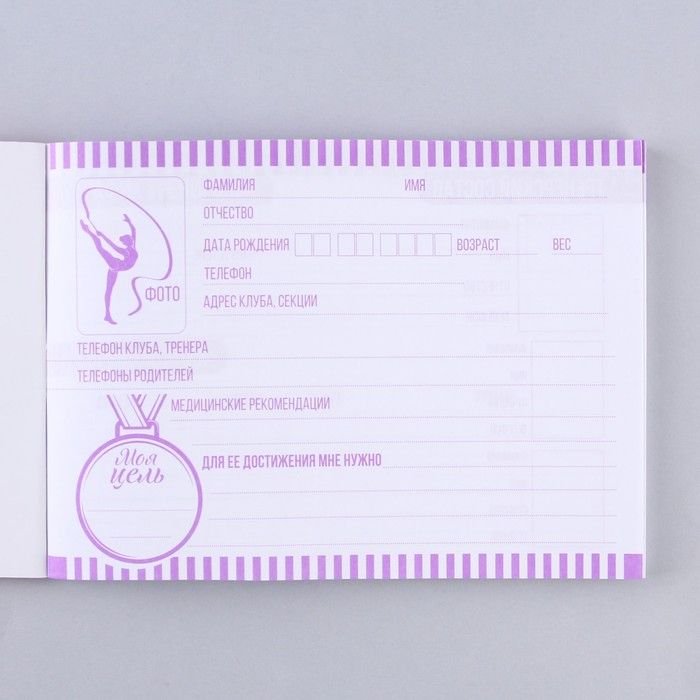 ФАМИЛИЯ ИМЯ
ОТЧЕСТВО
ДАТА РОЖДЕНИЯ ВОЗРАСТ ВЕС
ТЕЛЕФОН
ФОТО
АДРЕС КЛУБА, СЕКЦИИ
ТЕЛЕФОН КЛУБА, ТРЕНЕРА
ТЕЛЕФОНЫ РОДИТЕЛЕЙ
МЕДИЦИНСКИЕ РЕКОМЕНДАЦИИ
Моя
цель
ДЛЯ ЕЕ ДОСТИЖЕНИЯ МНЕ НУЖНО